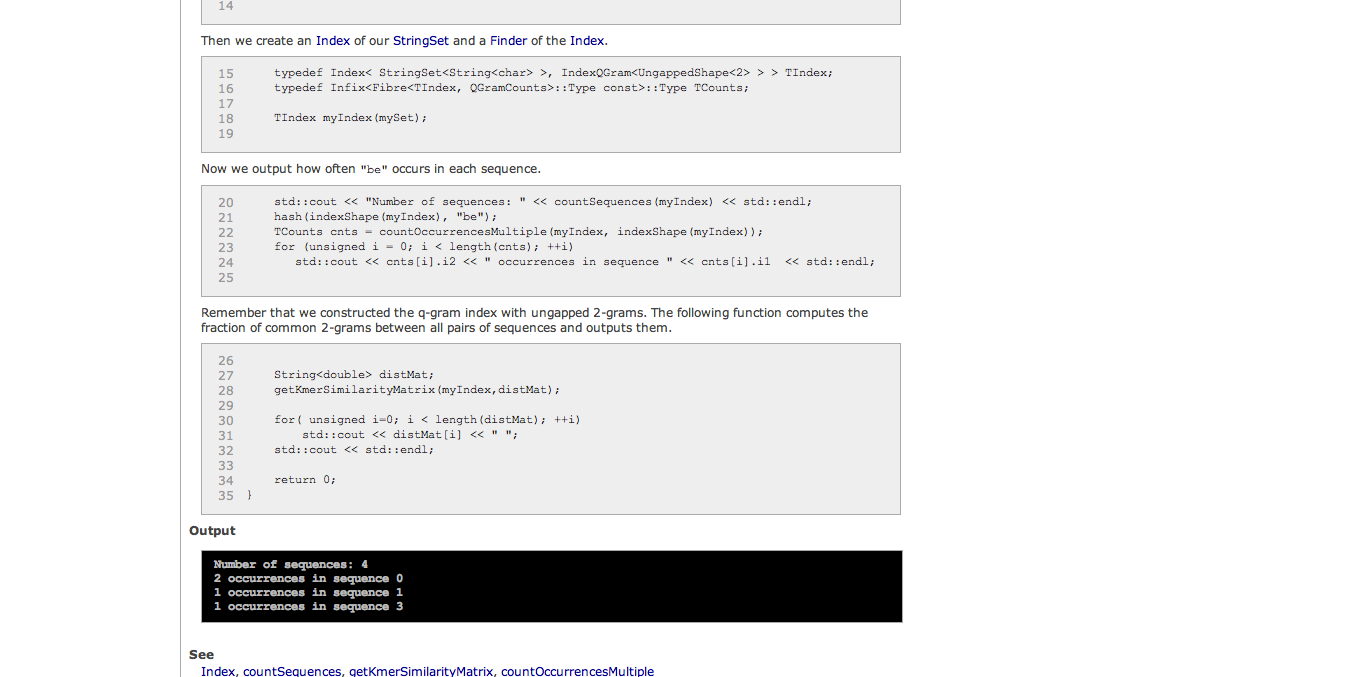 14
Then we create an Index of our StringSet and a Finder of the Index.
15 typedef Index< StringSet<String<char> >, IndexQGram<UngappedShape<2> > > TIndex;
16 typedef Infix<Fibre<TIndex, QGramCounts>::Type const>::Type TCounts;
17
18 TIndex myIndex(mySet);
19
Now we output how often "be" occurs in each sequence.
20 std::cout << "Number of sequences: " << countSequences(myIndex) << std::endl;
21 hash(indexShape(myIndex), "be");
22 TCounts cnts = countOccurrencesMultiple(myIndex, indexShape(myIndex));
23 for (unsigned i = 0; i < length(cnts); ++i)
24 std::cout << cnts[i].i2 << " occurrences in sequence " << cnts[i].i1  << std::endl;
25
Remember that we constructed the q-gram index with ungapped 2-grams. The following function computes the
fraction of common 2-grams between all pairs of sequences and outputs them.
26
27 String<double> distMat;
28 getKmerSimilarityMatrix(myIndex,distMat);
29
30 for( unsigned i=0; i < length(distMat); ++i)
31 std::cout << distMat[i] << " ";
32 std::cout << std::endl;
33
34 return 0;
35 }
Output
Number of sequences: 4
2 occurrences in sequence 0
1 occurrences in sequence 1
1 occurrences in sequence 3
See
Index, countSequences, getKmerSimilarityMatrix, countOccurrencesMultiple